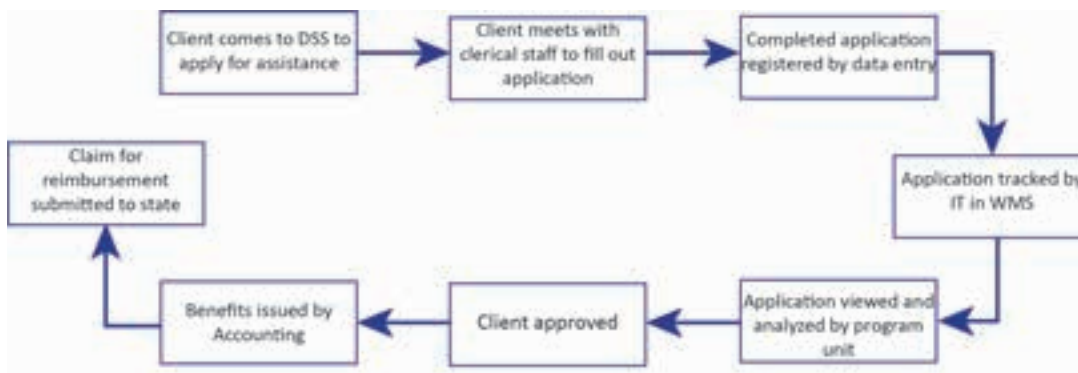 Client comes to DSS to
apply for assistance
Client meets with
clerical staff to fill out
application
Completed application
registered by data entry
Application tracked by
IT in WMS
Application viewed and
analyzed by program
unit
Client approved
Benefits issued by
Accounting
Claim for
reimbursement
submitted to state